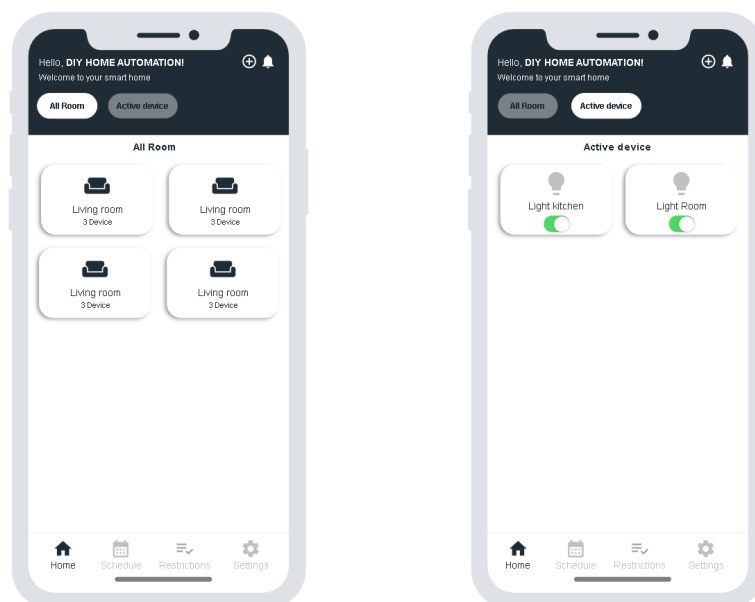 Hello, DIY HOME AUTOMATION!
Welcome to your smart home
All Room Active device
All Room
Living room Living room
3 Device 3 Device
Living room Living room
3 Device 3 Device
Home Schedule Restrictions Settings
Hello, DIY HOME AUTOMATION!
Welcome to your smart home
All Room Active device
Active device
Light kitchen Light Room
Home Schedule Restrictions Settings